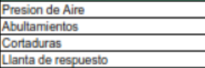 Presion de Aire
Abultamientos
Cortaduras
Llanta de respuesto